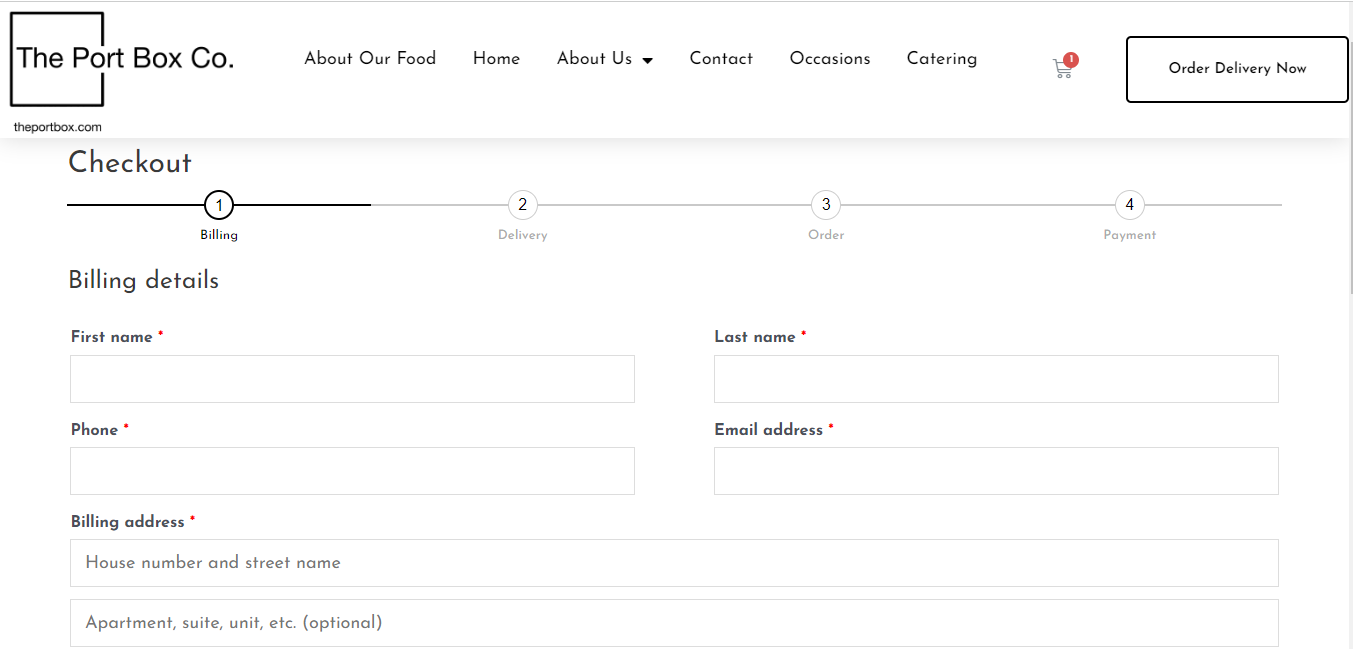 The Port Box Co.
theportbox.com
About Our Food Home About Us Contact Occasions Catering
1
Order Delivery Now
Checkout
1 2 3 4
Billing Delivery Order Payment
Billing details
First name * Last name *
Phone * Email address *
Billing address *
House number and street name
Apartment, suite, unit, etc. (optional)